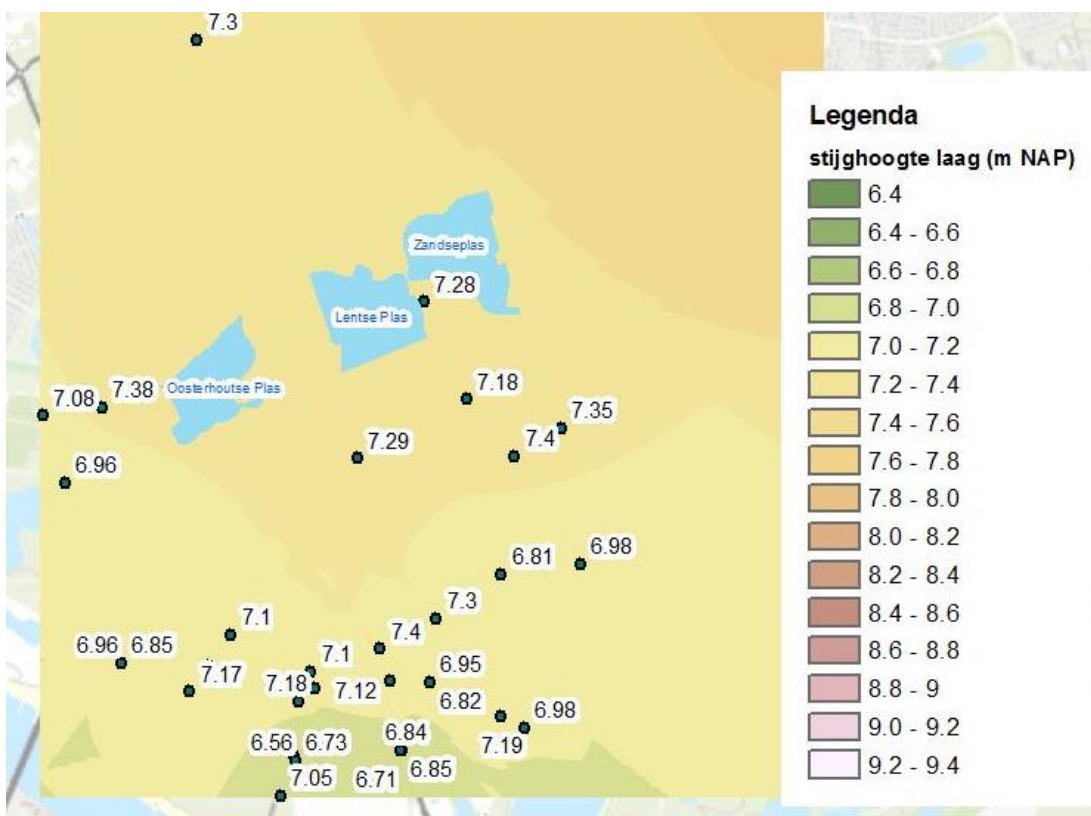 7.3
Zandseplas
7.28
Lentse Plas
Oosterhoutse Plas
7.18
7.08
7.38
7.35
7.4
7.29
6.96
6.81
6.98
7.3
7.1
7.4
6.96 6.85
7.1
6.95
7.17
7.18
7.12
6.82
6.98
7.19
6.56
6.73
6.84
6.85
7.05
6.71
Legenda
stijghoogte laag (m NAP)
6.4
6.4 - 6.6
6.6 - 6.8
6.8 - 7.0
7.0 - 7.2
7.2 - 7.4
7.4 - 7.6
7.6 - 7.8
7.8 - 8.0
8.0 - 8.2
8.2 - 8.4
8.4 - 8.6
8.6 - 8.8
8.8 - 9
9.0 - 9.2
9.2 - 9.4